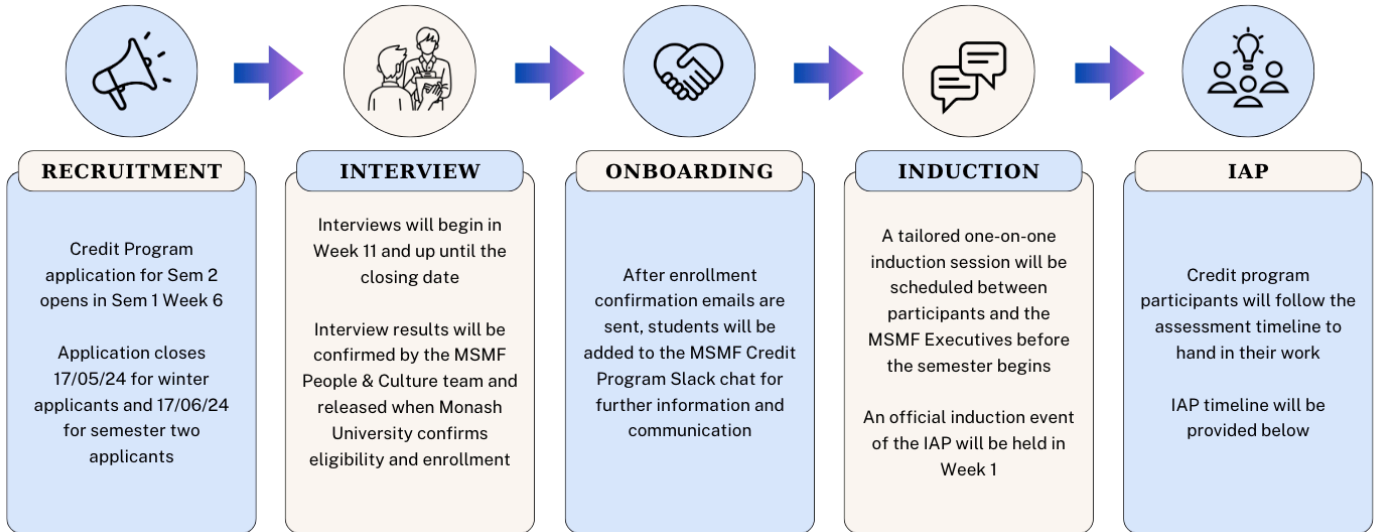 RECRUITMENT
Credit Program
application for Sem 2
opens in Sem 1 Week 6
Application closes
17/05/24 for winter
applicants and 17/06/24
for semester two
applicants
INTERVIEW
Interviews will begin in
Week 11 and up until the
closing date
Interview results will be
confirmed by the MSMF
People & Culture team and
released when Monash
University confirms
eligibility and enrollment
ONBOARDING
After enrollment
confirmation emails are
sent, students will be
added to the MSMF Credit
Program Slack chat for
further information and
communication
INDUCTION
A tailored one-on-one
induction session will be
scheduled between
participants and the
MSMF Executives before
the semester begins
An official induction event
of the IAP will be held in
Week 1
IAP
Credit program
participants will follow the
assessment timeline to
hand in their work
IAP timeline will be
provided below